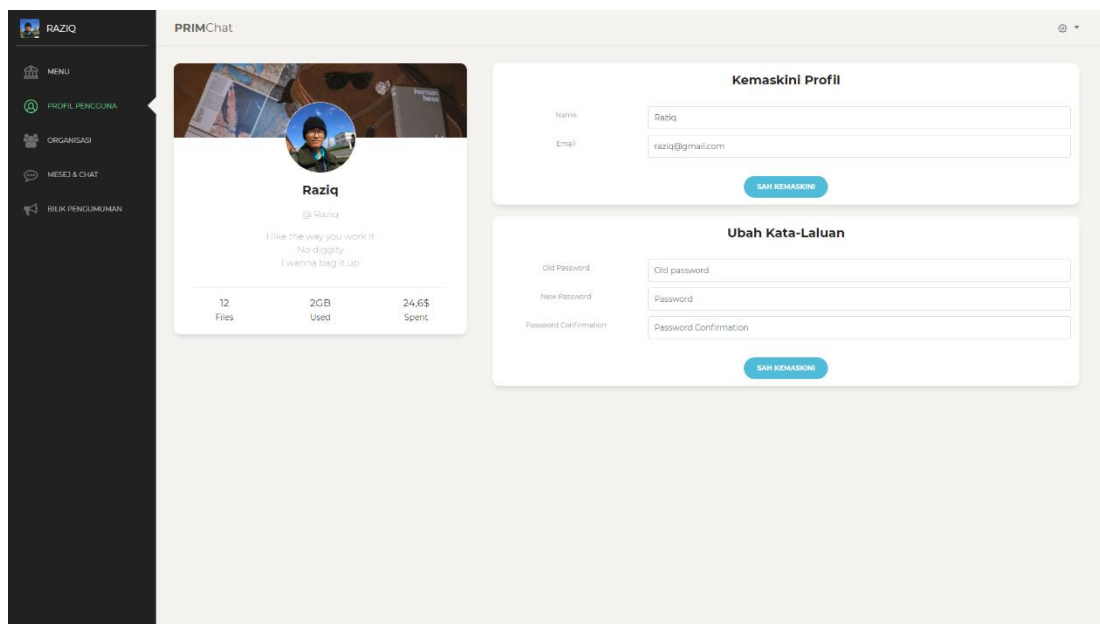 RAZIQ
PRIMChat
MENU
PROFIL PENGGUNA
ORGANISASI
MESEJ & CHAT
BILIK PENGUMUMAN
herman
hesse
Raziq
@ Raziq
I like the way you work it
No diggity
I wanna bag it up
12
Files
2GB
Used
24,6$
Spent
Kemaskini Profil
Name
Raziq
Email
raziq@gmail.com
SAH KEMASKINI
Ubah Kata-Laluan
Old Password
Old password
New Password
Password
Password Confirmation
Password Confirmation
SAH KEMASKINI